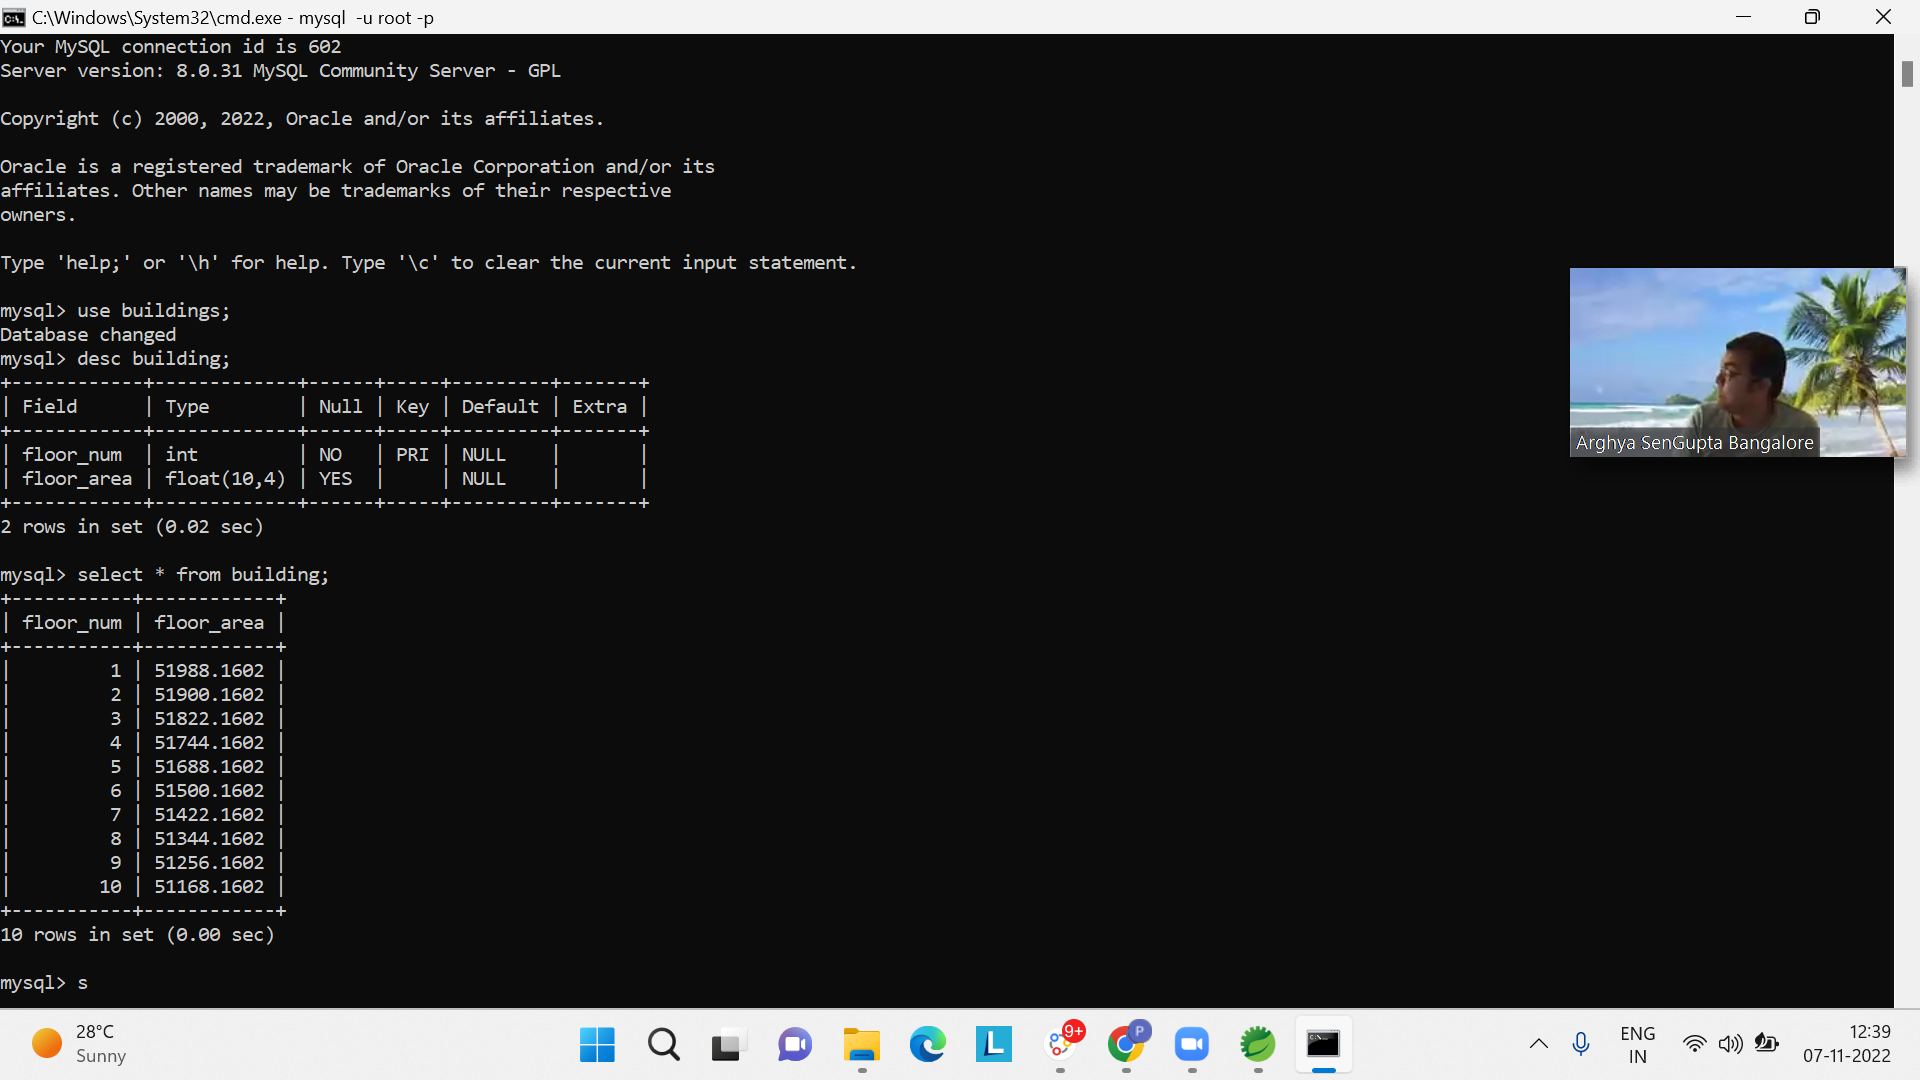 C:\Windows\System32\cmd.exe - mysql  -u root -p
Your MySQL connection id is 602
Server version: 8.0.31 MySQL Community Server - GPL

Copyright (c) 2000, 2022, Oracle and/or its affiliates.

Oracle is a registered trademark of Oracle Corporation and/or its
affiliates. Other names may be trademarks of their respective
owners.

Type 'help;' or '\h' for help. Type '\c' to clear the current input statement.

mysql> use buildings;
Database changed
mysql> desc building;
+------------+-------------+------+-----+---------+-------+
| Field      | Type        | Null | Key | Default | Extra |
+------------+-------------+------+-----+---------+-------+
| floor_num  | int         | NO   | PRI | NULL    |       |
| floor_area | float(10,4) | YES  |     | NULL    |       |
+------------+-------------+------+-----+---------+-------+
2 rows in set (0.02 sec)

mysql> select * from building;
+-----------+------------+
| floor_num | floor_area |
+-----------+------------+
|         1 | 51988.1602 |
|         2 | 51900.1602 |
|         3 | 51822.1602 |
|         4 | 51744.1602 |
|         5 | 51688.1602 |
|         6 | 51500.1602 |
|         7 | 51422.1602 |
|         8 | 51344.1602 |
|         9 | 51256.1602 |
|        10 | 51168.1602 |
+-----------+------------+
10 rows in set (0.00 sec)

mysql> s
Arghya SenGupta Bangalore
28°C
Sunny
L
9+
P
ENG
IN
12:39
07-11-2022